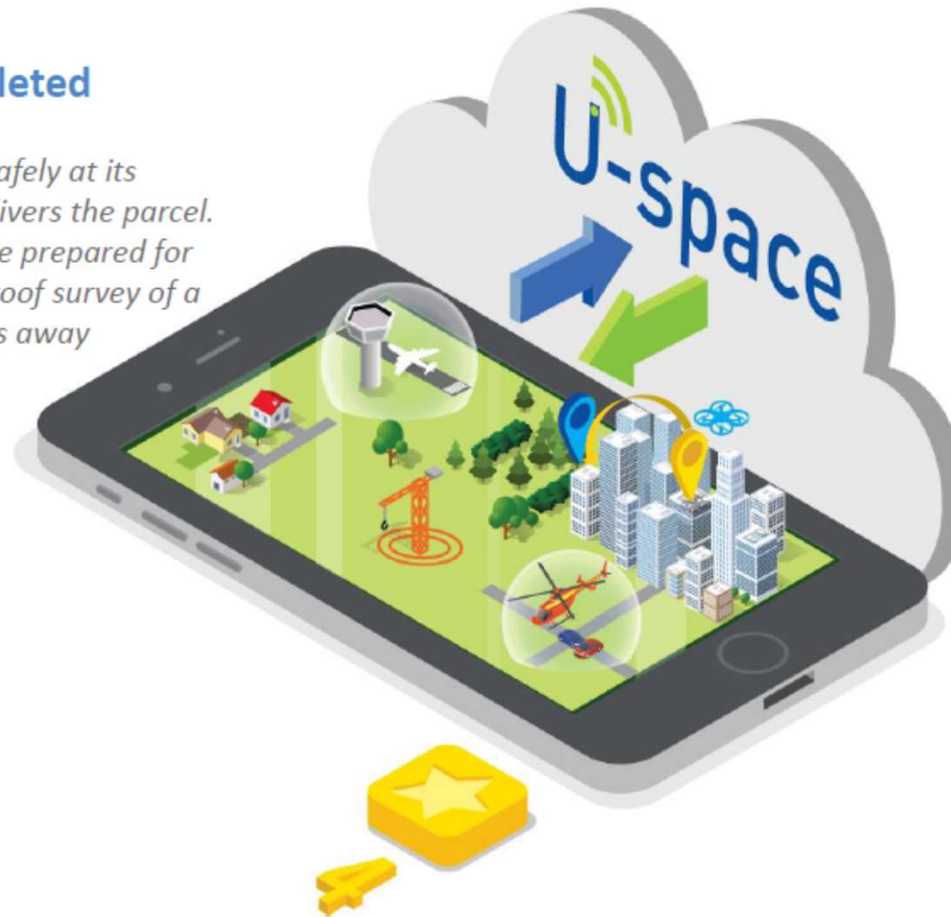 leted
afely at its
ivers the parcel.
e prepared for
oof survey of a
s away
U-space
4